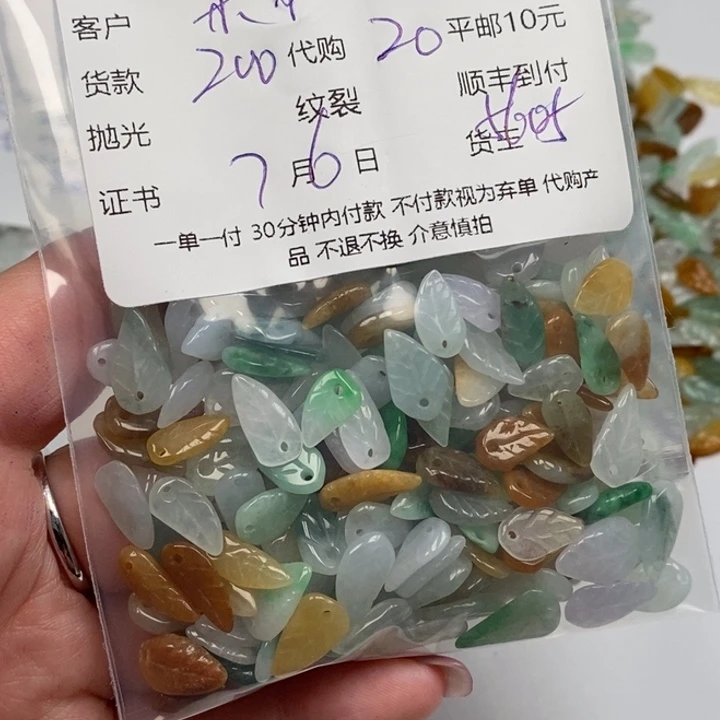 客户
货款 200 代购 20 平邮10元
抛光 纹裂 顺丰到付
证书 7月6日 货主
一单一付 30分钟内付款 不付款视为弃单 代购产
品 不退不换 介意慎拍